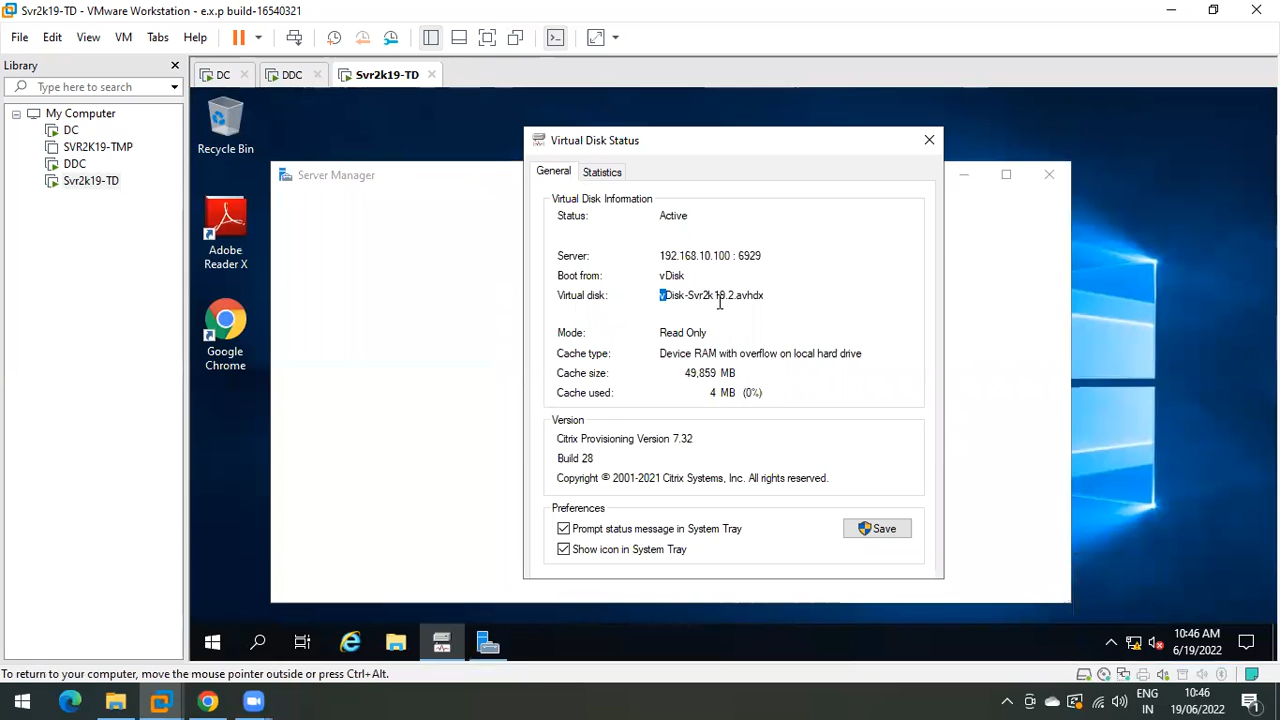 Svr2k19-TD - VMware Workstation - e.x.p build-16540321
File Edit View VM Tabs Help
Library
Type here to search
My Computer
DC
SVR2K19-TMP
DDC
Svr2k19-TD
DC
DDC
Svr2k19-TD
Recycle Bin
Adobe
Reader X
Google
Chrome
Server Manager
Virtual Disk Status
General
Statistics
Virtual Disk Information
Status: Active
Server: 192.168.10.100 : 6929
Boot from: vDisk
Virtual disk: vDisk-Svr2k19.2.avhdx
Mode: Read Only
Cache type: Device RAM with overflow on local hard drive
Cache size: 49,859 MB
Cache used: 4 MB (0%)
Version
Citrix Provisioning Version 7.32
Build 28
Copyright © 2001-2021 Citrix Systems, Inc. All rights reserved.
Preferences
Prompt status message in System Tray
Save
Show icon in System Tray
10:46 AM
6/19/2022
To return to your computer, move the mouse pointer outside or press Ctrl+Alt.
ENG
IN
10:46
19/06/2022
1